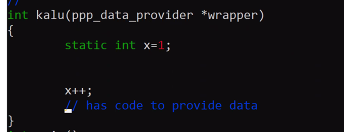 //
int kalu(ppp_data_provider *wrapper)
{
static int x=1;
x++;
// has code to provide data
}